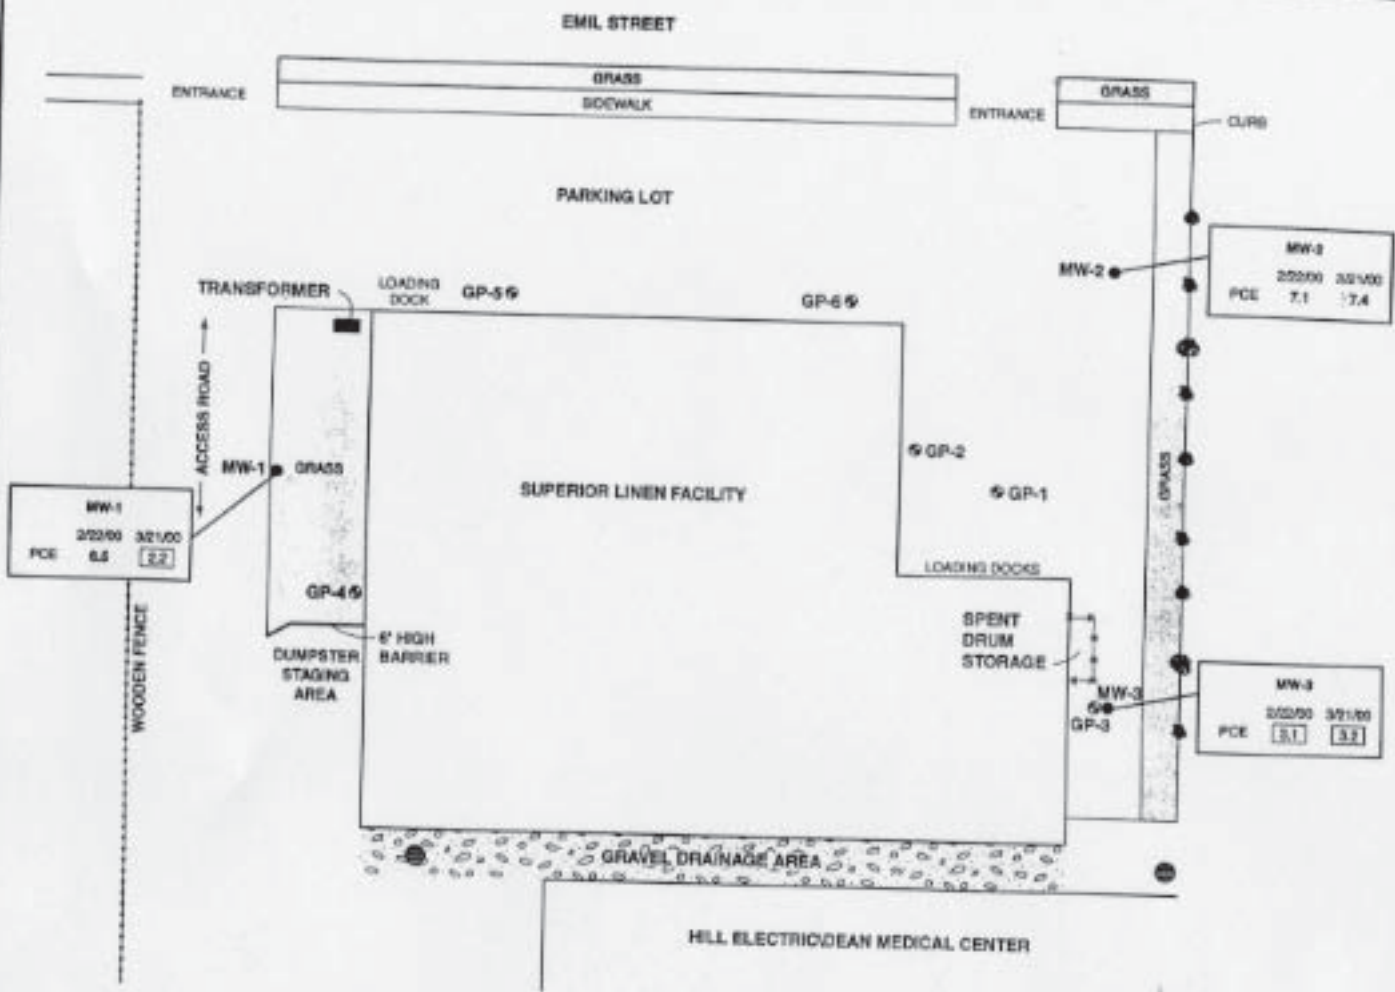 EMIL STREET
GRASS
SIDEWALK
ENTRANCE
ENTRANCE
GRASS
CURB
PARKING LOT
MW-2
MW-2
2/22/00 3/21/00
PCE 7.1 7.4
TRANSFORMER
LOADING
DOCK
GP-5
GP-6
ACCESS ROAD
MW-1
GRASS
GP-2
GP-1
GRASS
SUPERIOR LINEN FACILITY
MW-1
2/22/00 3/21/00
PCE 6.5 2.2
LOADING DOCKS
GP-4
6' HIGH
BARRIER
DUMPSTER
STAGING
AREA
WOODEN FENCE
SPENT
DRUM
STORAGE
MW-3
GP-3
MW-3
2/22/00 3/21/00
PCE 3.2
GRAVEL DRAINAGE AREA
HILL ELECTRIC\DEAN MEDICAL CENTER